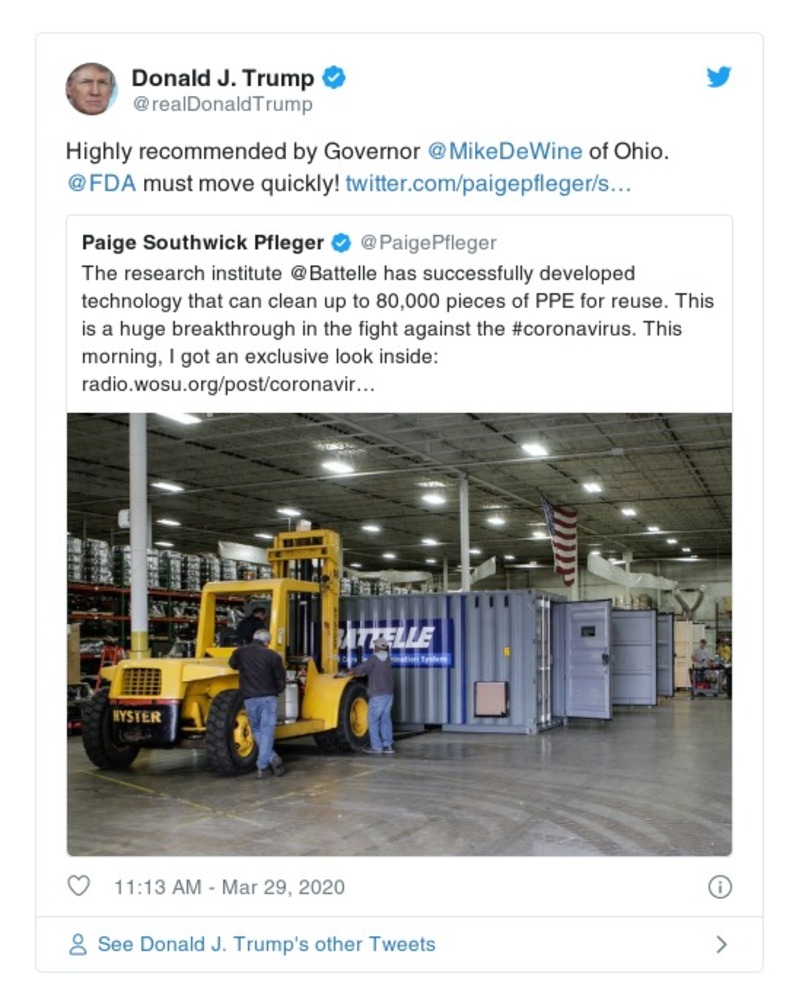 Donald J. Trump
@realDonaldTrump
Highly recommended by Governor @MikeDeWine of Ohio.
@FDA must move quickly! twitter.com/paigepfleger/s…
Paige Southwick Pfleger @PaigePfleger
The research institute @Battelle has successfully developed
technology that can clean up to 80,000 pieces of PPE for reuse. This
is a huge breakthrough in the fight against the #coronavirus. This
morning, I got an exclusive look inside:
radio.wosu.org/post/coronavir…
BATTELLE
System
HYSTER
11:13 AM - Mar 29, 2020
See Donald J. Trump's other Tweets